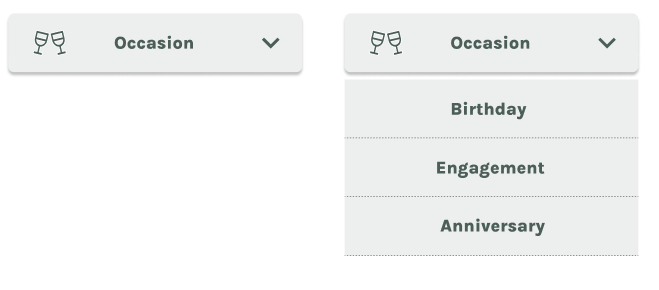 Occasion
Occasion
Birthday
Engagement
Anniversary